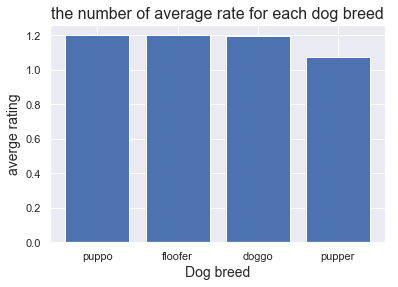 the number of average rate for each dog breed
averge rating
1.2
1.0
0.8
0.6
0.4
0.2
0.0
puppo floofer doggo pupper
Dog breed